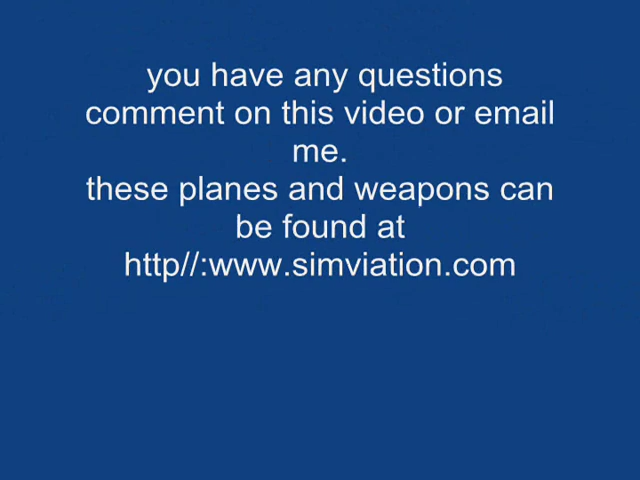 you have any questions
comment on this video or email
me.
these planes and weapons can
be found at
http//:www.simviation.com